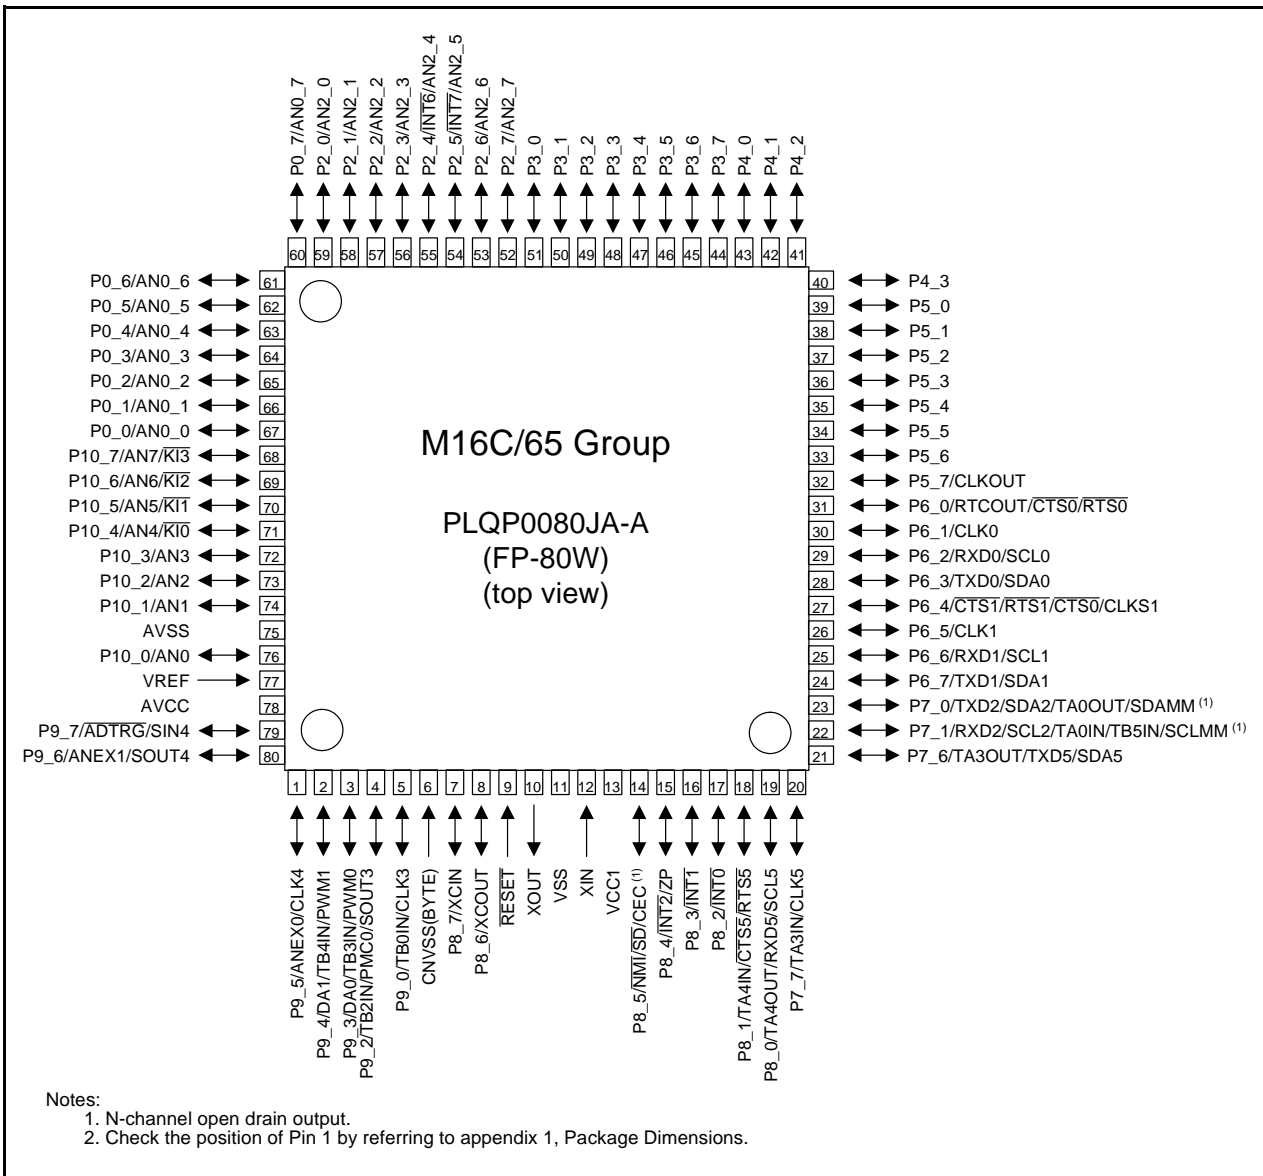 P0_7/AN0_7
P2_0/AN2_0
P2_1/AN2_1
P2_2/AN2_2
P2_3/AN2_3
P2_4/INT6/AN2_4
P2_5/INT7/AN2_5
P2_6/AN2_6
P2_7/AN2_7
P3_0
P3_1
P3_2
P3_3
P3_4
P3_5
P3_6
P3_7
P4_0
P4_1
P4_2
60 59 58 57 56 55 54 53 52 51 50 49 48 47 46 45 44 43 42 41
P0_6/AN0_6 61
P0_5/AN0_5 62
P0_4/AN0_4 63
P0_3/AN0_3 64
P0_2/AN0_2 65
P0_1/AN0_1 66
P0_0/AN0_0 67
P10_7/AN7/KI3 68
P10_6/AN6/KI2 69
P10_5/AN5/KI1 70
P10_4/AN4/KI0 71
P10_3/AN3 72
P10_2/AN2 73
P10_1/AN1 74
AVSS 75
P10_0/AN0 76
VREF 77
AVCC 78
P9_7/ADTRG/SIN4 79
P9_6/ANEX1/SOUT4 80
M16C/65 Group
PLQP0080JA-A
(FP-80W)
(top view)
40 P4_3
39 P5_0
38 P5_1
37 P5_2
36 P5_3
35 P5_4
34 P5_5
33 P5_6
32 P5_7/CLKOUT
31 P6_0/RTCOUT/CTS0/RTS0
30 P6_1/CLK0
29 P6_2/RXD0/SCL0
28 P6_3/TXD0/SDA0
27 P6_4/CTS1/RTS1/CTS0/CLKS1
26 P6_5/CLK1
25 P6_6/RXD1/SCL1
24 P6_7/TXD1/SDA1
23 P7_0/TXD2/SDA2/TA0OUT/SDAMM (1)
22 P7_1/RXD2/SCL2/TA0IN/TB5IN/SCLMM (1)
21 P7_6/TA3OUT/TXD5/SDA5
1 2 3 4 5 6 7 8 9 10 11 12 13 14 15 16 17 18 19 20
P9_5/ANEX0/CLK4
P9_4/DA1/TB4IN/PWM1
P9_3/DA0/TB3IN/PWM0
P9_2/TB2IN/PMC0/SOUT3
P9_0/TB0IN/CLK3
CNVSS(BYTE)
P8_7/XCIN
P8_6/XCOUT
RESET
XOUT
VSS
XIN
VCC1
P8_5/NMI/SD/CEC (1)
P8_4/INT2/ZP
P8_3/INT1
P8_2/INT0
P8_1/TA4IN/CTS5/RTS5
P8_0/TA4OUT/RXD5/SCL5
P7_7/TA3IN/CLK5
Notes:
1. N-channel open drain output.
2. Check the position of Pin 1 by referring to appendix 1, Package Dimensions.